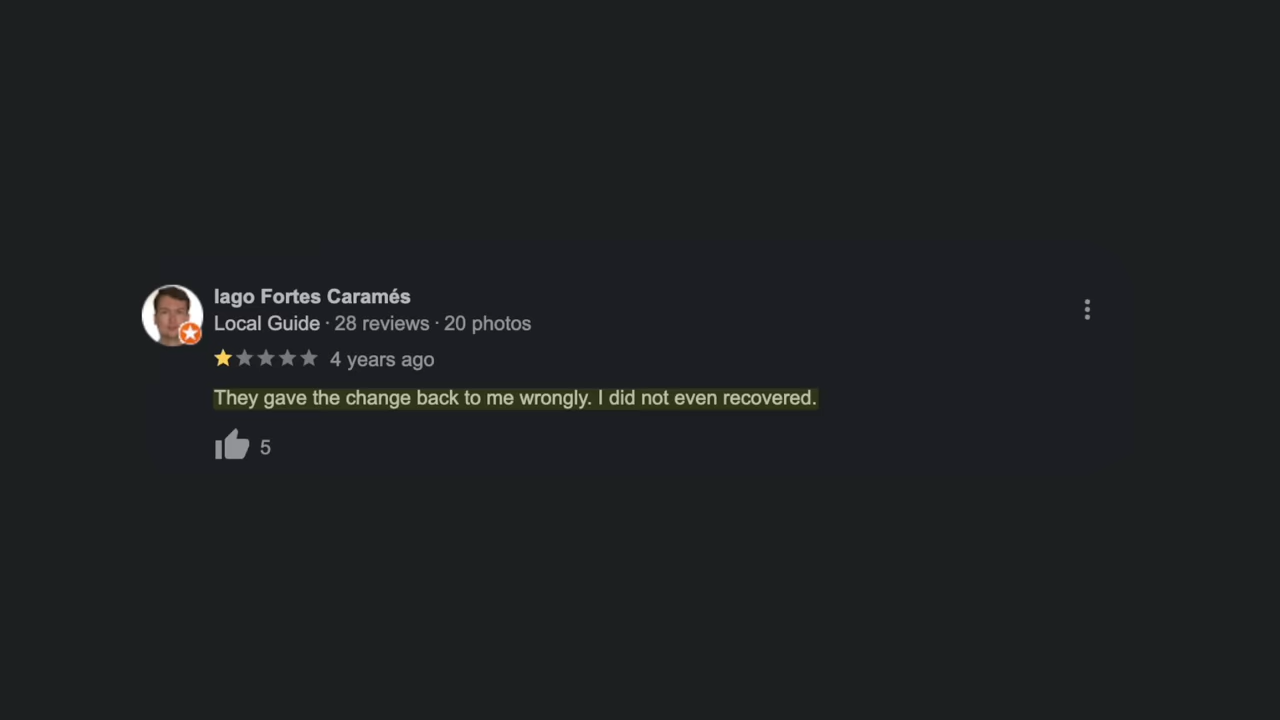 Iago Fortes Caramés
Local Guide · 28 reviews · 20 photos
4 years ago
They gave the change back to me wrongly. I did not even recovered.
5